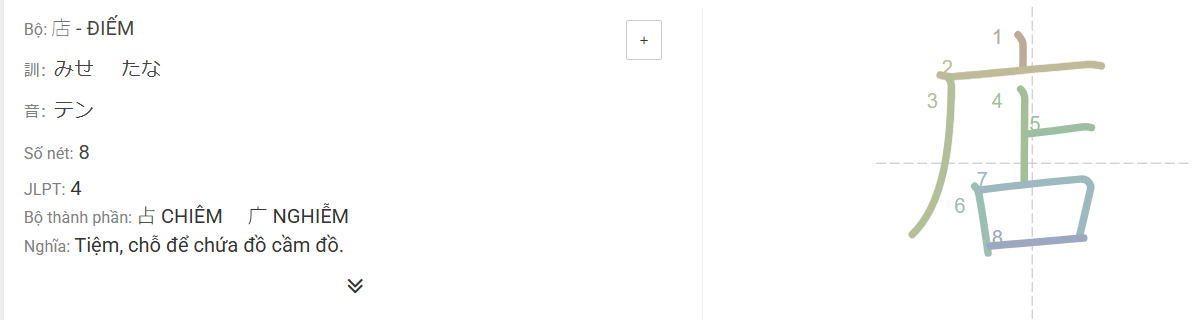 Bộ: 店 - ĐIẾM
+
訓: みせ たな
音: テン
Số nét: 8
JLPT: 4
Bộ thành phần: 占 CHIÊM 广 NGHIỄM
Nghĩa: Tiệm, chỗ để chứa đồ cầm đồ.
店
1
2
3
4
5
6
7
8